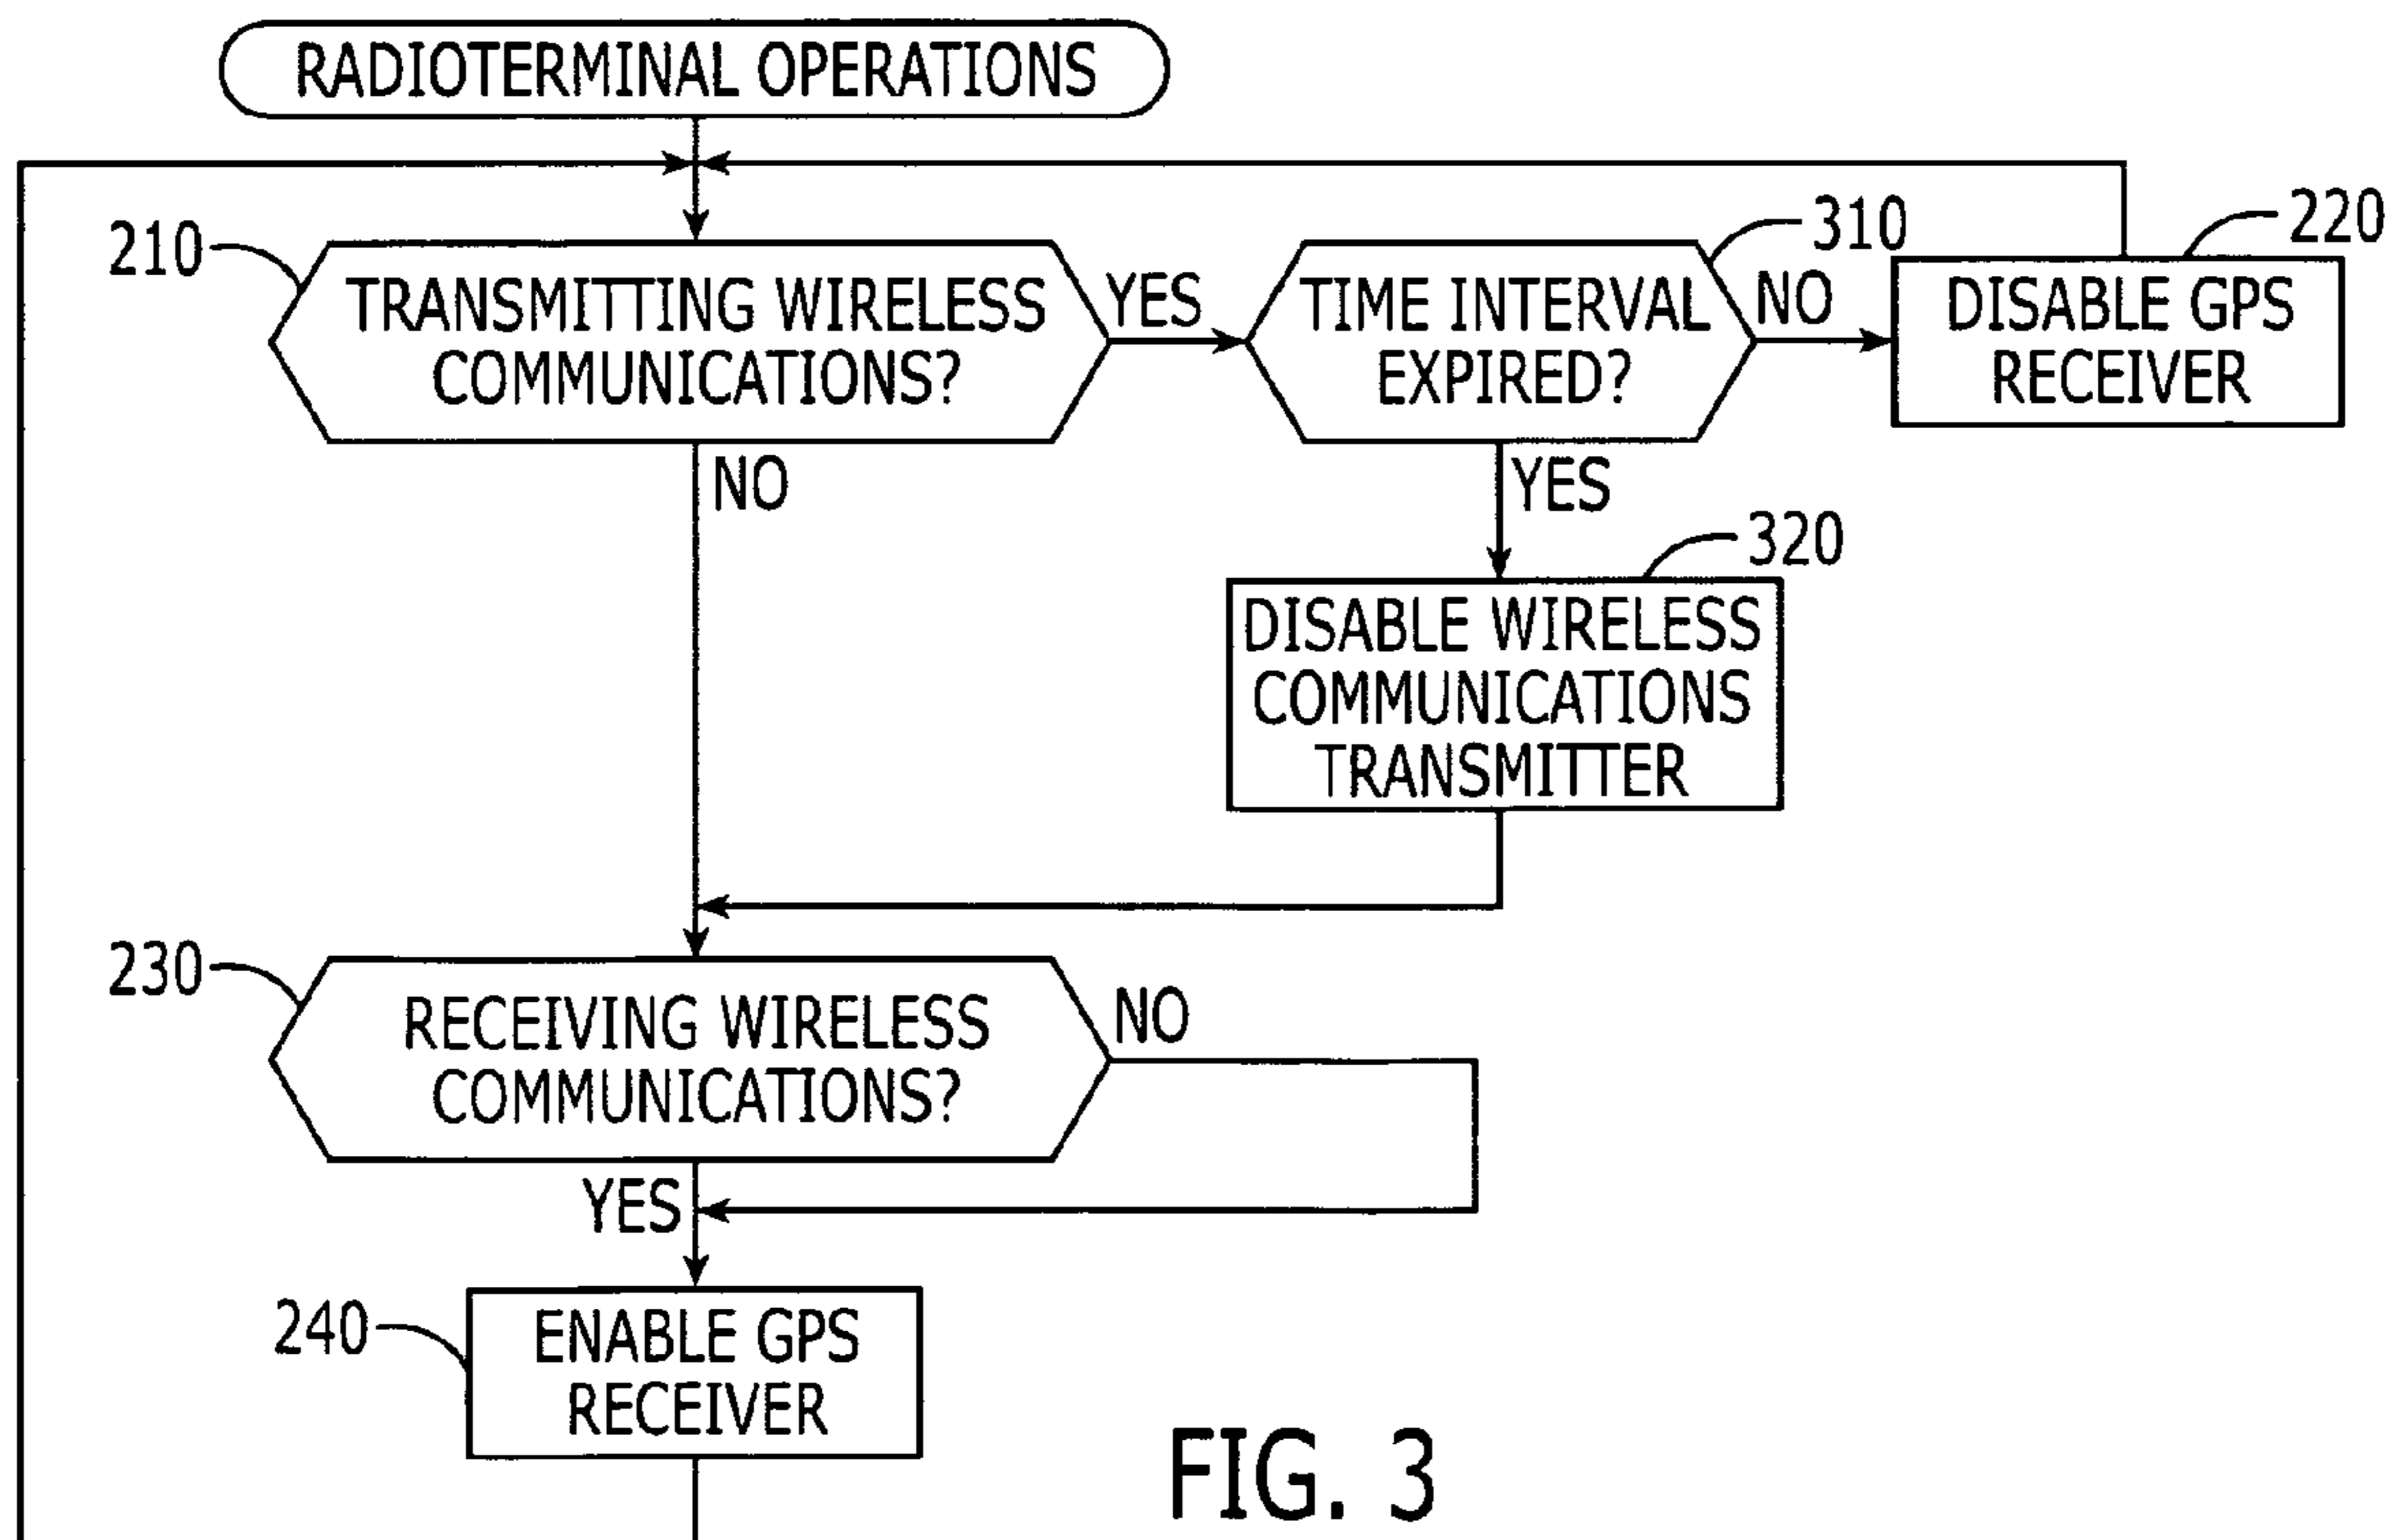 RADIOTERMINAL OPERATIONS
210
TRANSMITTING WIRELESS
COMMUNICATIONS?
YES
310
TIME INTERVAL
EXPIRED?
NO
220
DISABLE GPS
RECEIVER
NO
YES
320
DISABLE WIRELESS
COMMUNICATIONS
TRANSMITTER
230
RECEIVING WIRELESS
COMMUNICATIONS?
NO
YES
240
ENABLE GPS
RECEIVER
FIG. 3